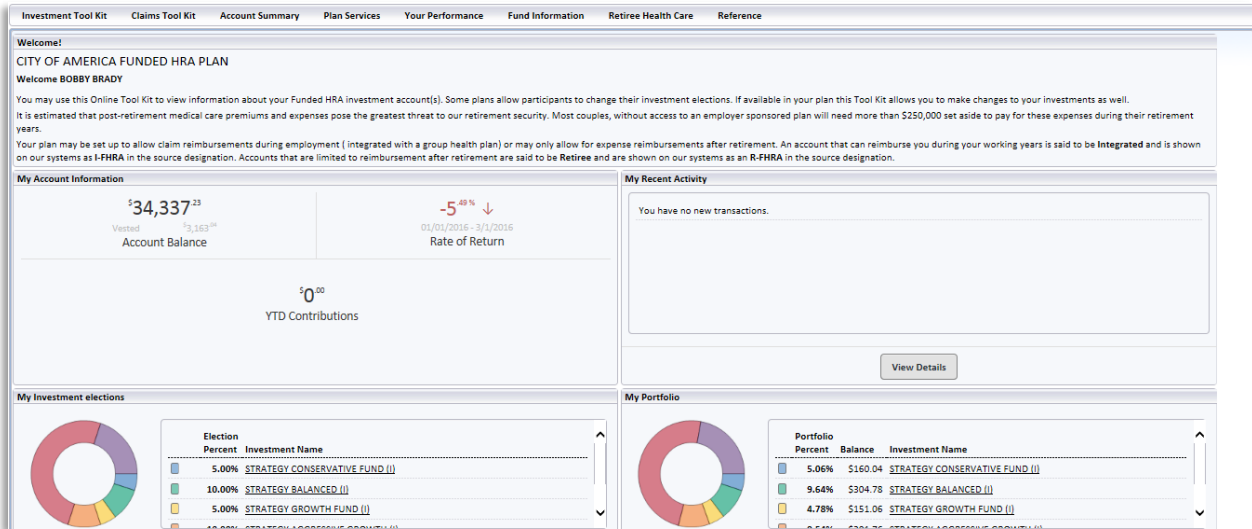 Investment Tool Kit Claims Tool Kit Account Summary Plan Services Your Performance Fund Information Retiree Health Care Reference
Welcome!
CITY OF AMERICA FUNDED HRA PLAN
Welcome BOBBY BRADY
You may use this Online Tool Kit to view information about your Funded HRA investment account(s). Some plans allow participants to change their investment elections. If available in your plan this Tool Kit allows you to make changes to your investments as well.
It is estimated that post-retirement medical care premiums and expenses pose the greatest threat to our retirement security. Most couples, without access to an employer sponsored plan will need more than $250,000 set aside to pay for these expenses during their retirement
years.
Your plan may be set up to allow claim reimbursements during employment ( integrated with a group health plan) or may only allow for expense reimbursements after retirement. An account that can reimburse you during your working years is said to be Integrated and is shown
on our systems as I-FHRA in the source designation. Accounts that are limited to reimbursement after retirement are said to be Retiree and are shown on our systems as an R-FHRA in the source designation.
My Account Information
$34,337.23
Vested $3,163
Account Balance
-5.49 % ↓
01/01/2016 - 3/1/2016
Rate of Return
$0.00
YTD Contributions
My Recent Activity
You have no new transactions.
View Details
My Investment elections
Election
Percent Investment Name
5.00% STRATEGY CONSERVATIVE FUND (I)
10.00% STRATEGY BALANCED (I)
5.00% STRATEGY GROWTH FUND (I)
10.00% STRATEGY AGGRESSIVE GROWTH (I)
My Portfolio
Portfolio
Percent Balance Investment Name
5.06% $160.04 STRATEGY CONSERVATIVE FUND (I)
9.64% $304.78 STRATEGY BALANCED (I)
4.78% $151.06 STRATEGY GROWTH FUND (I)
STRATEGY AGGRESSIVE GROWTH (I)